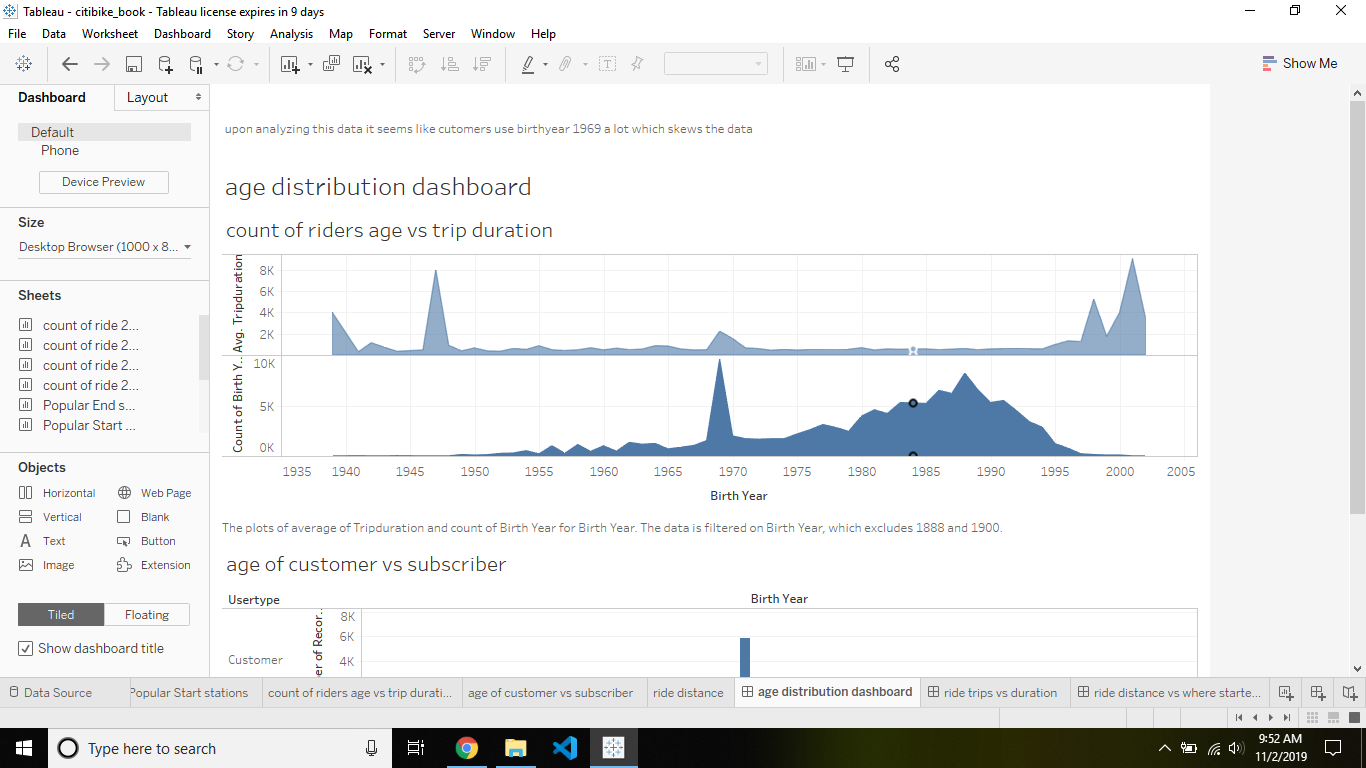 Tableau - citibike_book - Tableau license expires in 9 days
File Data Worksheet Dashboard Story Analysis Map Format Server Window Help
Show Me
Dashboard Layout
Default
Phone
Device Preview
Size
Desktop Browser (1000 x 8...
Sheets
count of ride 2...
count of ride 2...
count of ride 2...
count of ride 2...
Popular End s...
Popular Start ...
Objects
Horizontal Web Page
Vertical Blank
Text Button
Image Extension
Tiled Floating
Show dashboard title
upon analyzing this data it seems like cutomers use birthyear 1969 a lot which skews the data
age distribution dashboard
count of riders age vs trip duration
Avg. Tripduration
8K
6K
4K
2K
Count of Birth Y..
10K
5K
0K
1935 1940 1945 1950 1955 1960 1965 1970 1975 1980 1985 1990 1995 2000 2005
Birth Year
The plots of average of Tripduration and count of Birth Year for Birth Year. The data is filtered on Birth Year, which excludes 1888 and 1900.
age of customer vs subscriber
Usertype Birth Year
er of Recor..
8K
6K
4K
Customer
Data Source Popular Start stations count of riders age vs trip durati... age of customer vs subscriber ride distance age distribution dashboard ride trips vs duration ride distance vs where starte...
Type here to search
9:52 AM
11/2/2019